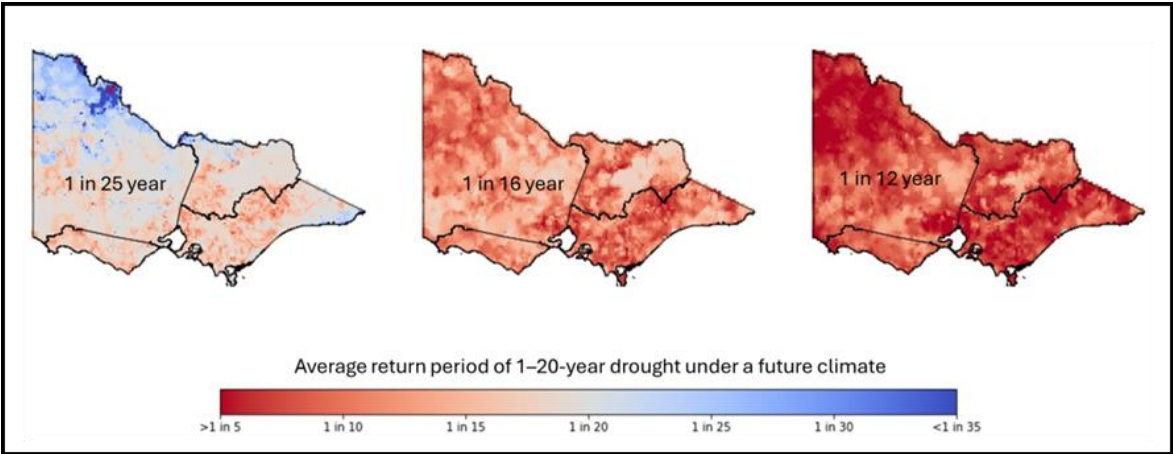 1 in 25 year
1 in 16 year
1 in 12 year
Average return period of 1–20-year drought under a future climate
>1 in 5
1 in 10
1 in 15
1 in 20
1 in 25
1 in 30
<1 in 35